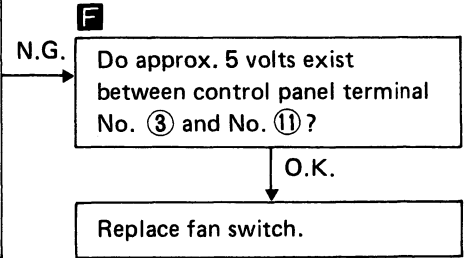 F
N.G.
Do approx. 5 volts exist
between control panel terminal
No. ③ and No. ⑪ ?
O.K.
Replace fan switch.